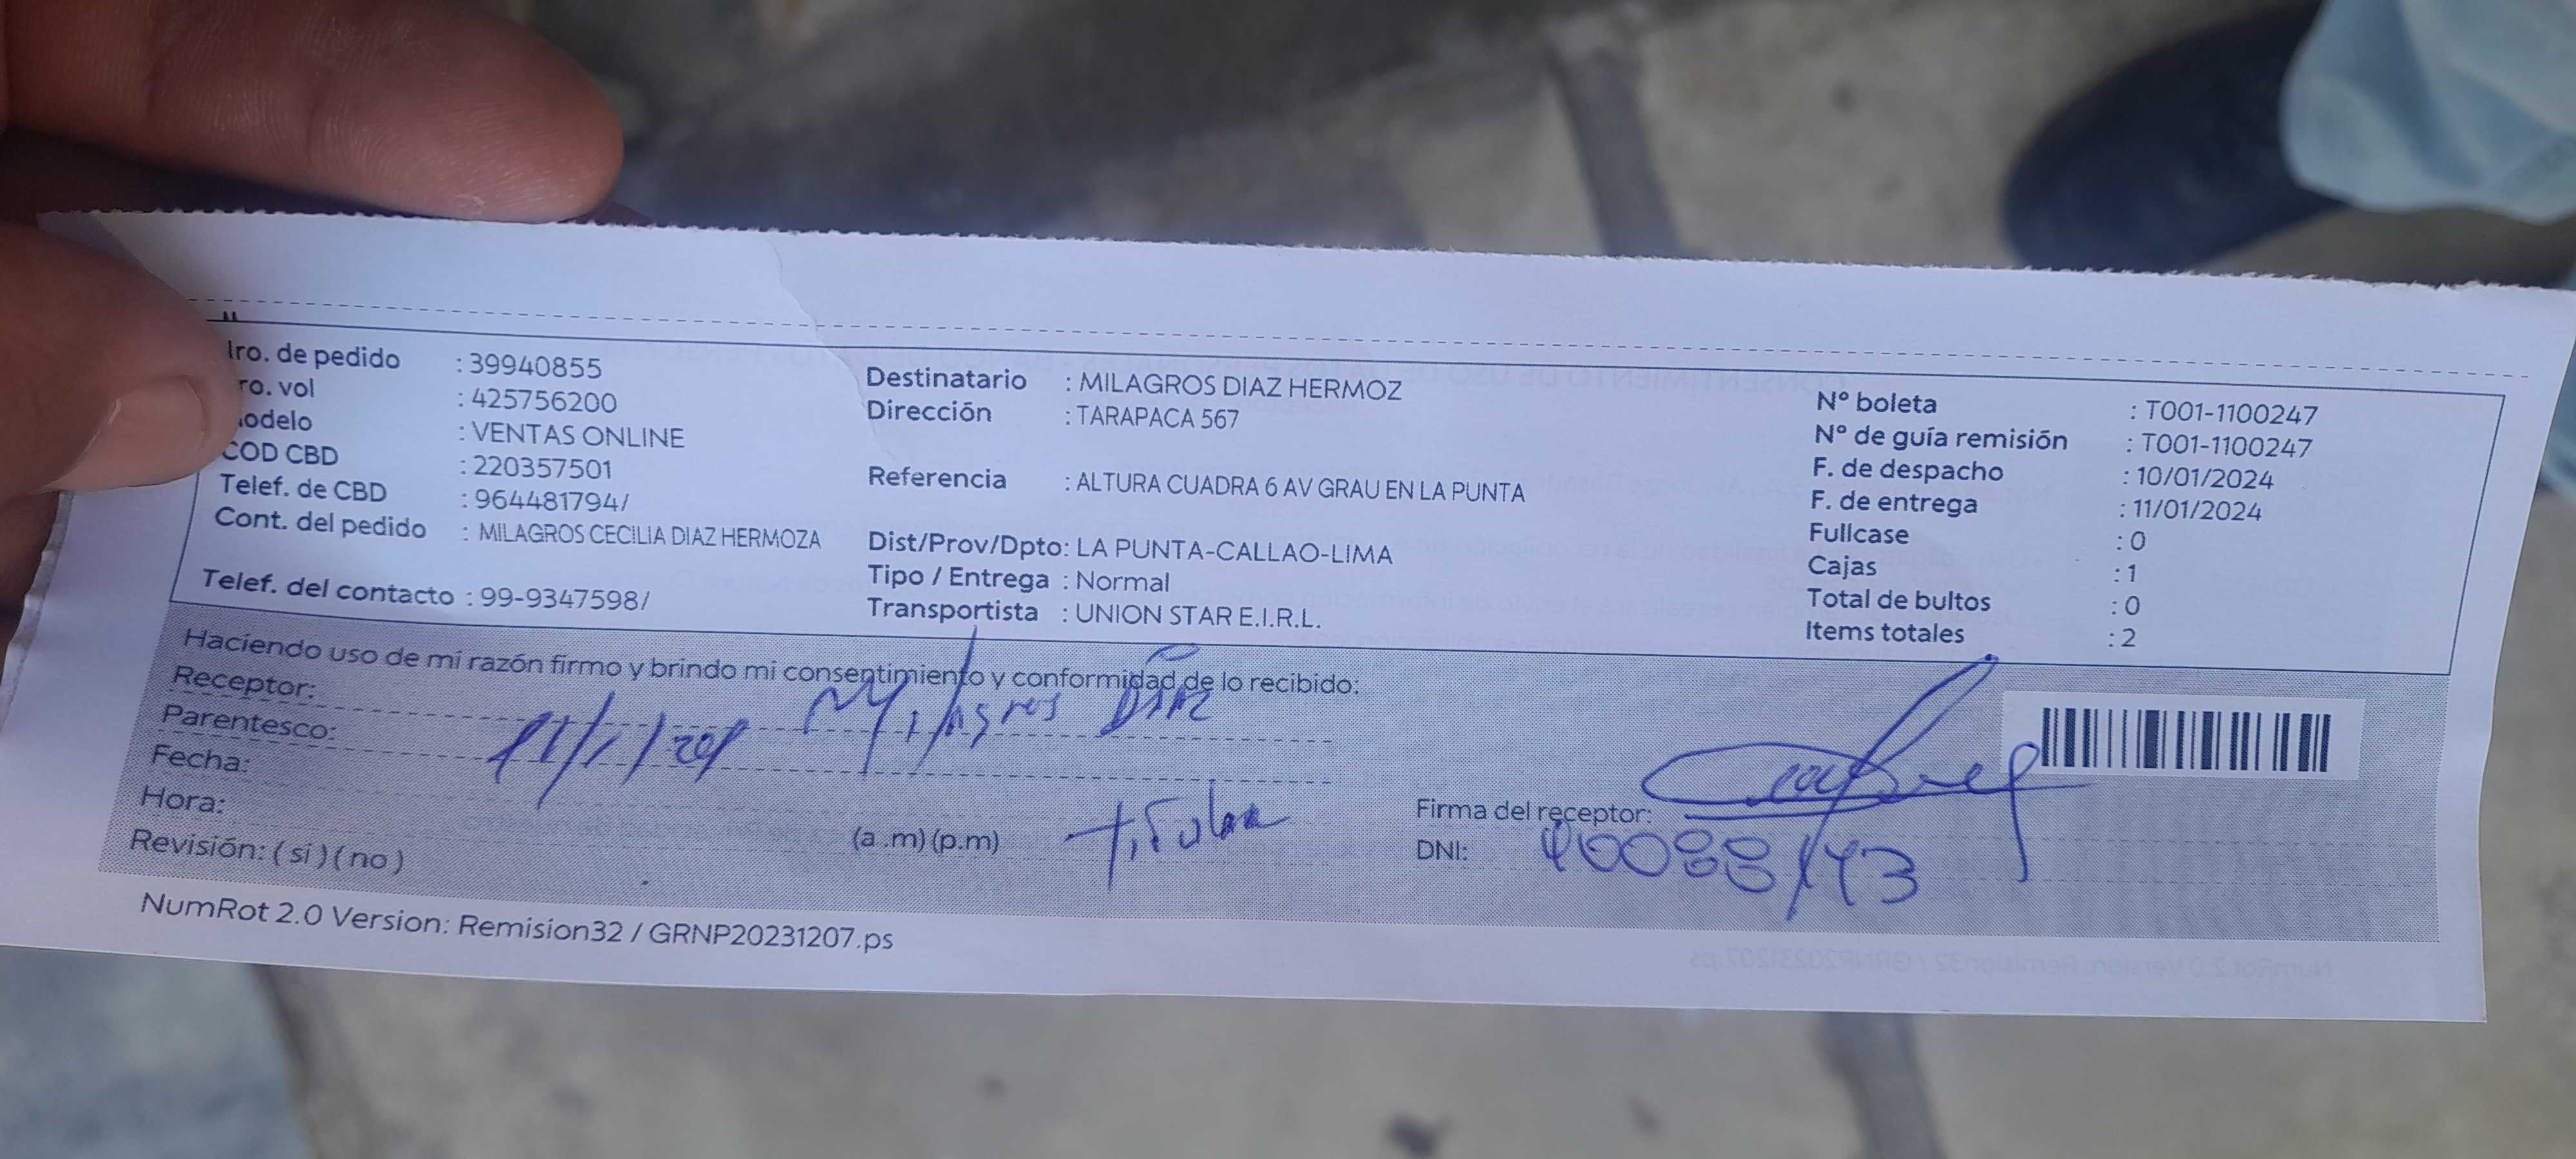 Nro. de pedido : 39940855
ro. vol : 425756200
odelo : VENTAS ONLINE
COD CBD : 220357501
Telef. de CBD : 964481794/
Cont. del pedido : MILAGROS CECILIA DIAZ HERMOZA
Telef. del contacto : 99-9347598/
Destinatario : MILAGROS DIAZ HERMOZ
Dirección : TARAPACA 567
Referencia : ALTURA CUADRA 6 AV GRAU EN LA PUNTA
Dist/Prov/Dpto: LA PUNTA-CALLAO-LIMA
Tipo / Entrega : Normal
Transportista : UNION STAR E.I.R.L.
N° boleta : T001-1100247
N° de guía remisión : T001-1100247
F. de despacho : 10/01/2024
F. de entrega : 11/01/2024
Fullcase : 0
Cajas : 1
Total de bultos : 0
Items totales : 2
Haciendo uso de mi razón firmo y brindo mi consentimiento y conformidad de lo recibido:
Receptor: Milagros Díaz
Parentesco:
Fecha:
Hora: (a .m) (p.m) titular
Revisión: ( si ) ( no )
Firma del receptor:
DNI:
NumRot 2.0 Version: Remision32 / GRNP20231207.ps